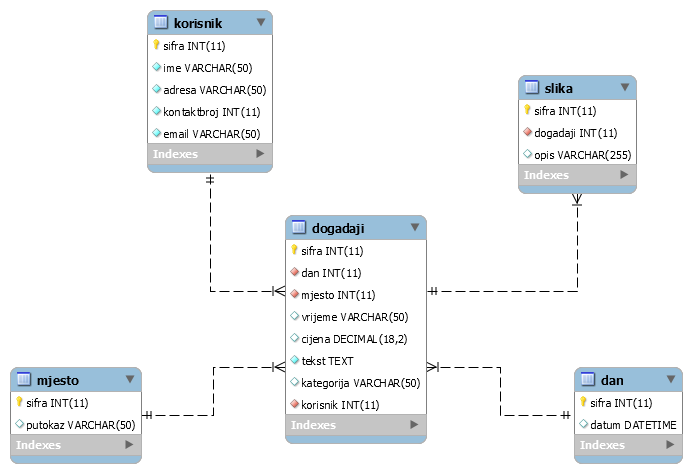 korisnik
sifra INT(11)
ime VARCHAR(50)
adresa VARCHAR(50)
kontaktbroj INT(11)
email VARCHAR(50)
Indexes
slika
sifra INT(11)
dogadaji INT(11)
opis VARCHAR(255)
Indexes
dogadaji
sifra INT(11)
dan INT(11)
mjesto INT(11)
vrijeme VARCHAR(50)
cijena DECIMAL(18,2)
tekst TEXT
kategorija VARCHAR(50)
korisnik INT(11)
Indexes
mjesto
sifra INT(11)
putokaz VARCHAR(50)
Indexes
dan
sifra INT(11)
datum DATETIME
Indexes